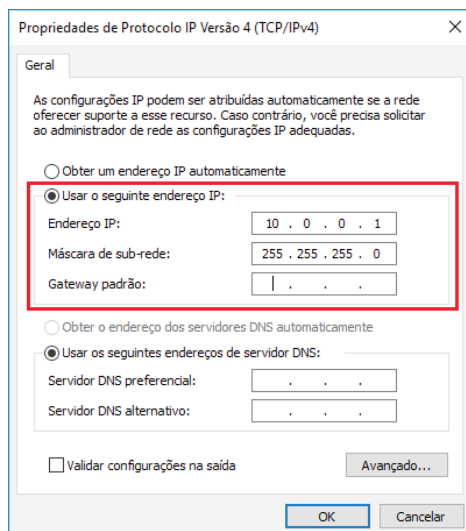 Propriedades de Protocolo IP Versão 4 (TCP/IPv4)
Geral
As configurações IP podem ser atribuídas automaticamente se a rede
oferecer suporte a esse recurso. Caso contrário, você precisa solicitar
ao administrador de rede as configurações IP adequadas.
Obter um endereço IP automaticamente
Usar o seguinte endereço IP:
Endereço IP: 10 . 0 . 0 . 1
Máscara de sub-rede: 255 . 255 . 255 . 0
Gateway padrão: . . .
Obter o endereço dos servidores DNS automaticamente
Usar os seguintes endereços de servidor DNS:
Servidor DNS preferencial: . . .
Servidor DNS alternativo: . . .
Validar configurações na saída Avançado...
OK Cancelar